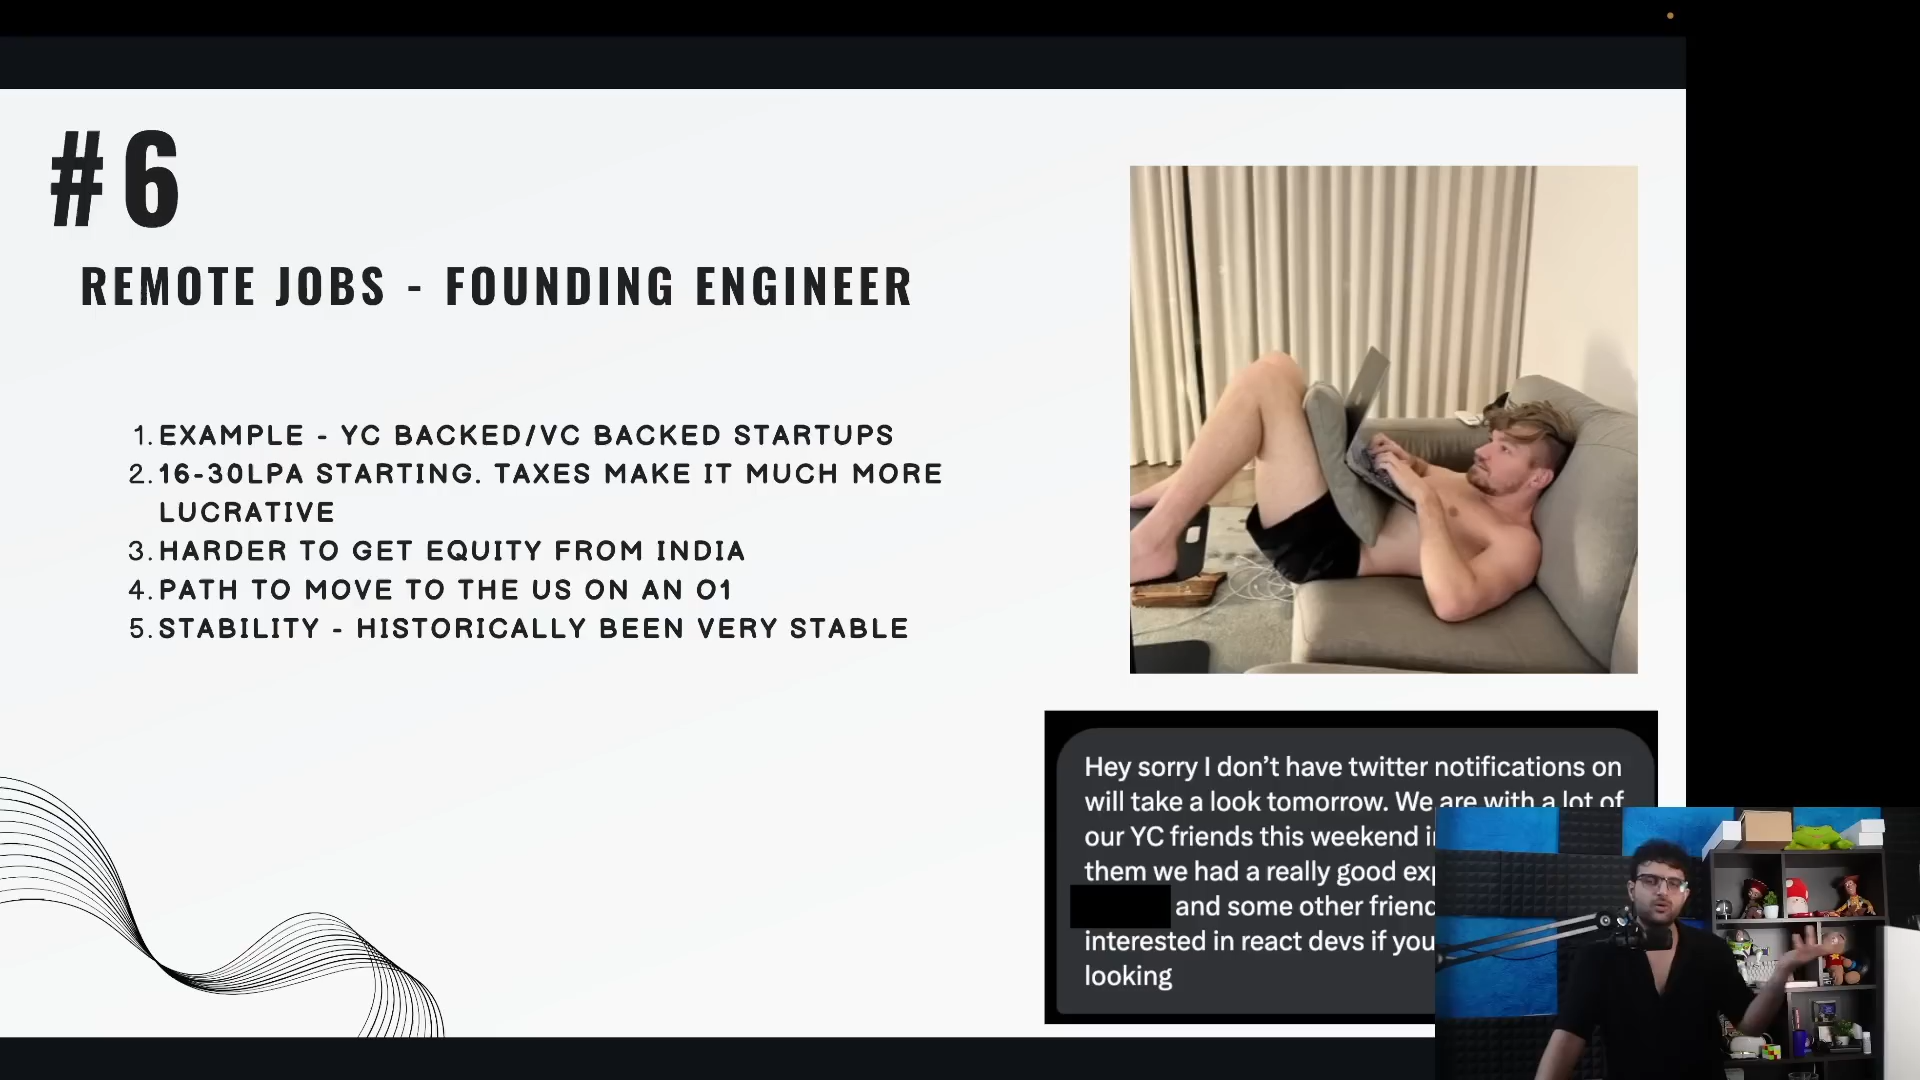 #6
REMOTE JOBS - FOUNDING ENGINEER
1. EXAMPLE - YC BACKED/VC BACKED STARTUPS
2. 16-30LPA STARTING. TAXES MAKE IT MUCH MORE
LUCRATIVE
3. HARDER TO GET EQUITY FROM INDIA
4. PATH TO MOVE TO THE US ON AN O1
5. STABILITY - HISTORICALLY BEEN VERY STABLE
Hey sorry I don’t have twitter notifications on
will take a look tomorrow. We are with a lot of
our YC friends this weekend
them we had a really good
and some other
interested in react devs if you
looking